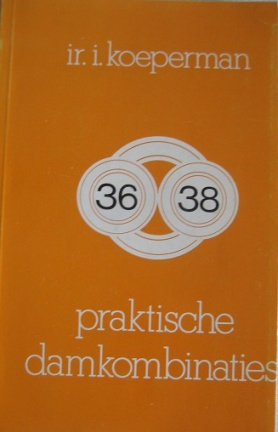 ir. i. koeperman
36 38
praktische
damkombinaties